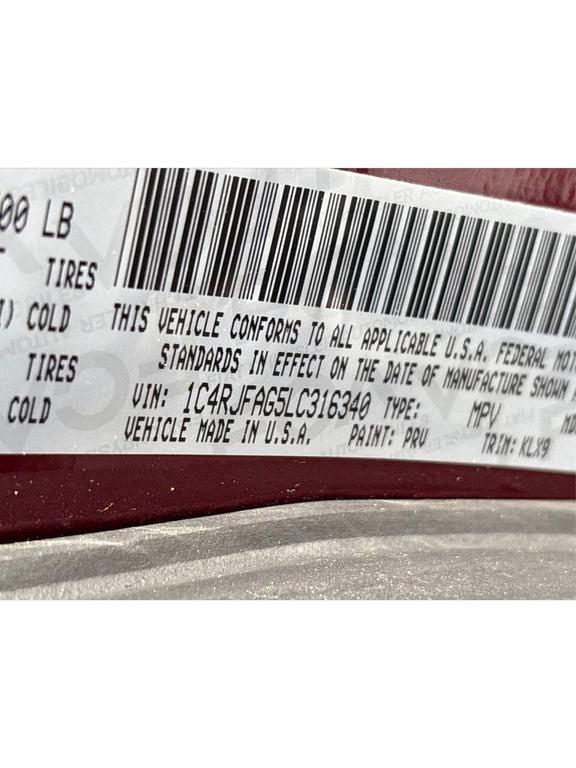 00 LB
TIRES
COLD
TIRES
COLD
THIS VEHICLE CONFORMS TO ALL APPLICABLE U.S.A. FEDERAL
STANDARDS IN EFFECT ON THE DATE OF MANUFACTURE SHOWN
VIN: 1C4RJFAG5LC316340 TYPE: MPV
VEHICLE MADE IN U.S.A. PAINT: PRV TRIM: KLX9